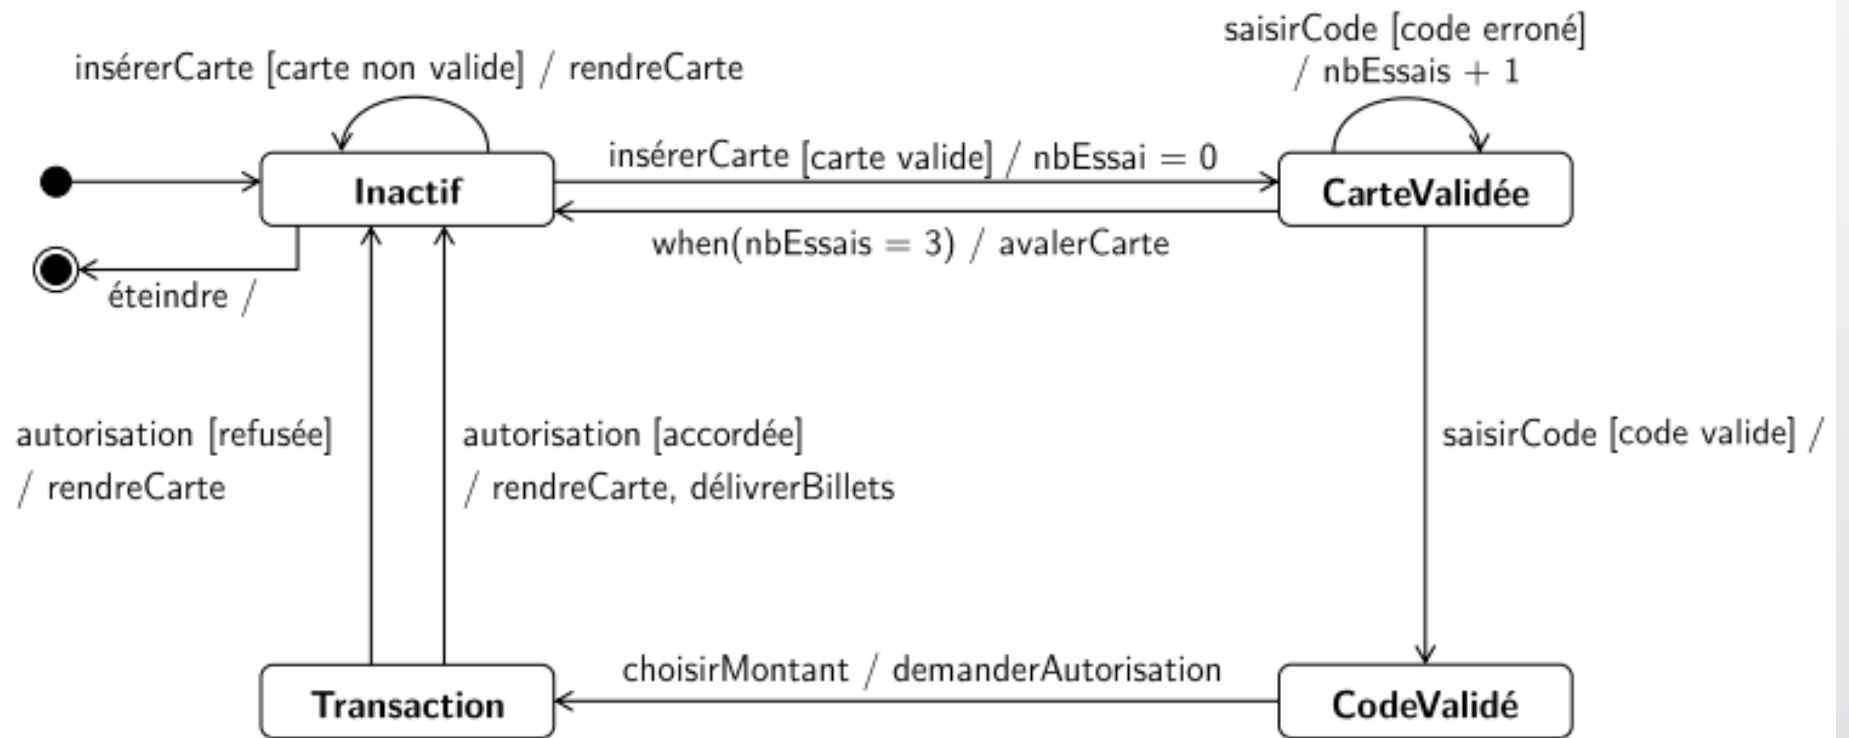 saisirCode [code erroné]
/ nbEssais + 1
insérerCarte [carte non valide] / rendreCarte
insérerCarte [carte valide] / nbEssai = 0
Inactif
CarteValidée
when(nbEssais = 3) / avalerCarte
éteindre /
autorisation [refusée]
/ rendreCarte
autorisation [accordée]
/ rendreCarte, délivrerBillets
saisirCode [code valide] /
choisirMontant / demanderAutorisation
Transaction
CodeValidé